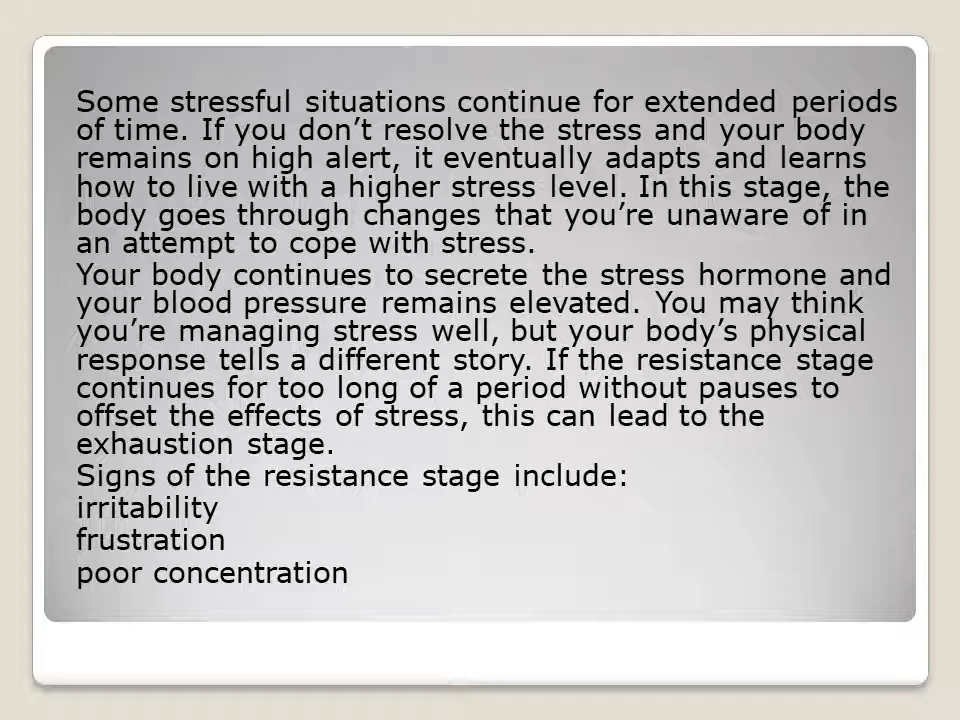 Some stressful situations continue for extended periods
of time. If you don’t resolve the stress and your body
remains on high alert, it eventually adapts and learns
how to live with a higher stress level. In this stage, the
body goes through changes that you’re unaware of in
an attempt to cope with stress.
Your body continues to secrete the stress hormone and
your blood pressure remains elevated. You may think
you’re managing stress well, but your body’s physical
response tells a different story. If the resistance stage
continues for too long of a period without pauses to
offset the effects of stress, this can lead to the
exhaustion stage.
Signs of the resistance stage include:
irritability
frustration
poor concentration